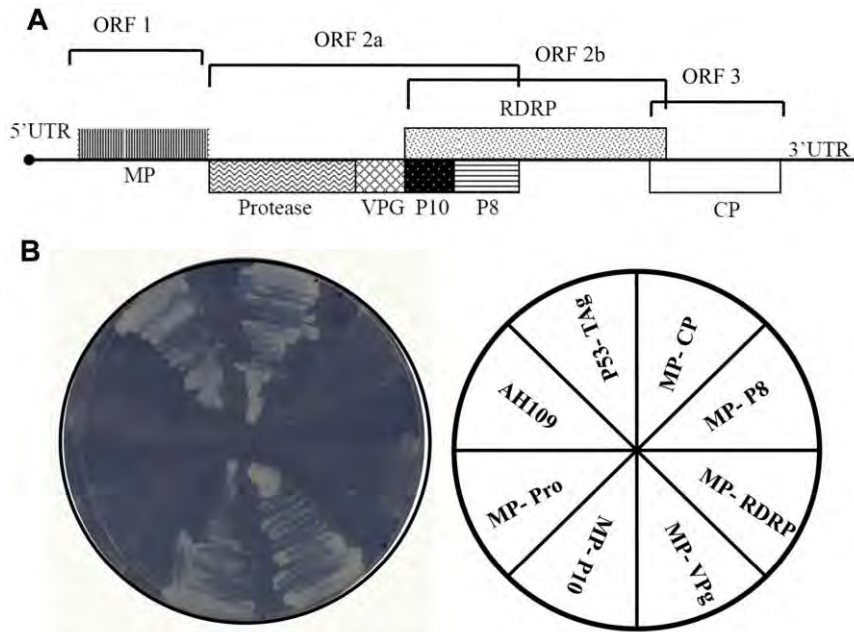 A
ORF 1
ORF 2a
ORF 2b
ORF 3
RDRP
5'UTR
3'UTR
MP
Protease VPG P10 P8
CP
B
P53- TAg
MP- CP
AH109
MP- P8
MP- Pro
MP- RDRP
MP- P10
MP- VPg